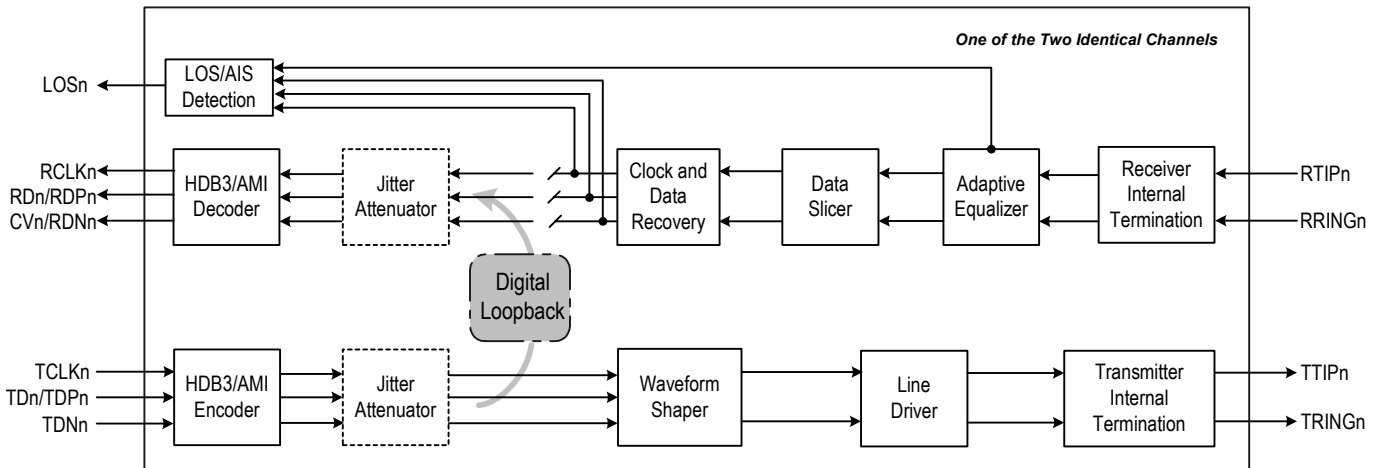 One of the Two Identical Channels
LOSn
LOS/AIS
Detection
RCLKn
RDn/RDPn
CVn/RDNn
HDB3/AMI
Decoder
Jitter
Attenuator
Clock and
Data
Recovery
Data
Slicer
Adaptive
Equalizer
Receiver
Internal
Termination
RTIPn
RRINGn
Digital
Loopback
TCLKn
TDn/TDPn
TDNn
HDB3/AMI
Encoder
Jitter
Attenuator
Waveform
Shaper
Line
Driver
Transmitter
Internal
Termination
TTIPn
TRINGn